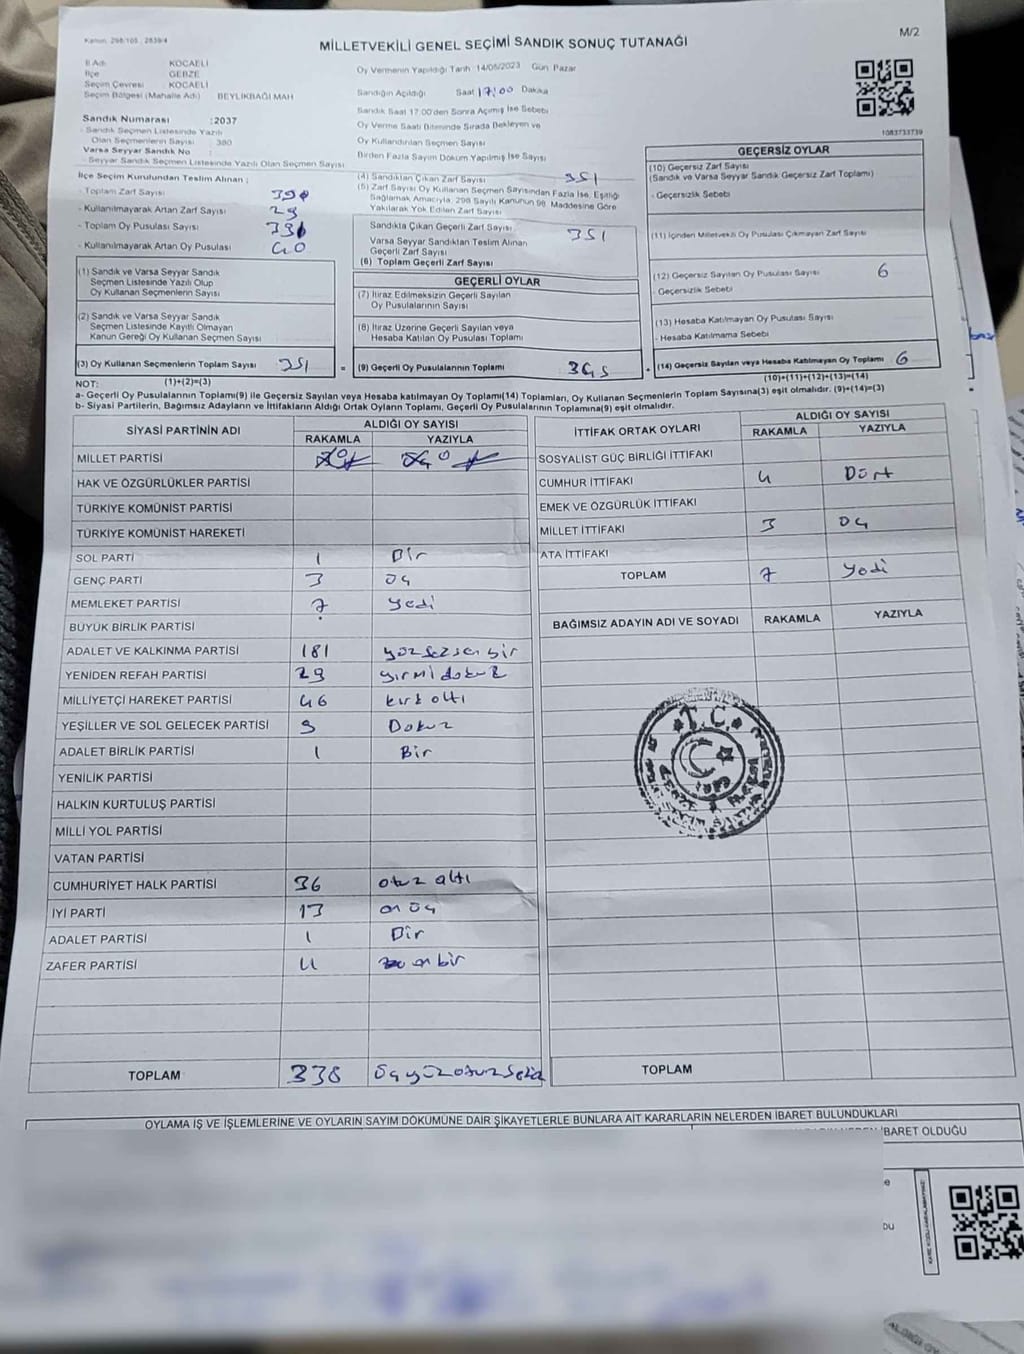 Kanun: 298/105 , 2839/4
M/2
MİLLETVEKİLİ GENEL SEÇİMİ SANDIK SONUÇ TUTANAĞI
İl Adı KOCAELİ
İlçe GEBZE
Seçim Çevresi : KOCAELİ
Seçim Bölgesi (Mahalle Adı) BEYLİKBAĞI MAH
Sandık Numarası :2037
- Sandık Seçmen Listesinde Yazılı
Olan Seçmenlerin Sayısı : 380
Varsa Seyyar Sandık No
- Seyyar Sandık Seçmen Listesinde Yazılı Olan Seçmen Sayısı :
Oy Vermenin Yapıldığı Tarih 14/05/2023 Gün Pazar
Sandığın Açıldığı Saat 17:00 Dakika
Sandık Saat 17.00'den Sonra Açımış İse Sebebi
Oy Verme Saati Bitiminde Sırada Bekleyen ve
Oy Kullandırılan Seçmen Sayısı
Birden Fazla Sayım Döküm Yapılmış İse Sayısı
1083733739
İlçe Seçim Kurulundan Teslim Alınan ;
- Toplam Zarf Sayısı
- Kullanılmayarak Artan Zarf Sayısı 29
- Toplam Oy Pusulası Sayısı
- Kullanılmayarak Artan Oy Pusulası 40
(4) Sandıktan Çıkan Zarf Sayısı 351
(5) Zarf Sayısı Oy Kullanan Seçmen Sayısından Fazla İse, Eşitliği
Sağlamak Amacıyla, 298 Sayılı Kanunun 98. Maddesine Göre
Yakılarak Yok Edilen Zarf Sayısı
Sandıkta Çıkan Geçerli Zarf Sayısı 351
Varsa Seyyar Sandıktan Teslim Alınan
Geçerli Zarf Sayısı
(6) Toplam Geçerli Zarf Sayısı
GEÇERSİZ OYLAR
(10) Geçersiz Zarf Sayısı
(Sandık ve Varsa Seyyar Sandık Geçersiz Zarf Toplamı)
- Geçersizlik Sebebi
(11) İçinden Milletvekili Oy Pusulası Çıkmayan Zarf Sayısı
(12) Geçersiz Sayılan Oy Pusulası Sayısı 6
- Geçersizlik Sebebi
(13) Hesaba Katılmayan Oy Pusulası Sayısı
- Hesaba Katılmama Sebebi
(14) Geçersiz Sayılan veya Hesaba Katılmayan Oy Toplamı 6
(10)+(11)+(12)+(13)=(14)
(1) Sandık ve Varsa Seyyar Sandık
Seçmen Listesinde Yazılı Olup
Oy Kullanan Seçmenlerin Sayısı
(2) Sandık ve Varsa Seyyar Sandık
Seçmen Listesinde Kayıtlı Olmayan
Kanun Gereği Oy Kullanan Seçmen Sayısı
(3) Oy Kullanan Seçmenlerin Toplam Sayısı 351
(1)+(2)=(3)
GEÇERLİ OYLAR
(7) İtiraz Edilmeksizin Geçerli Sayılan
Oy Pusulalarının Sayısı
(8) İtiraz Üzerine Geçerli Sayılan veya
Hesaba Katılan Oy Pusulası Toplamı
= (9) Geçerli Oy Pusulalarının Toplamı 345 +
NOT:
a- Geçerli Oy Pusulalarının Toplamı(9) ile Geçersiz Sayılan veya Hesaba katılmayan Oy Toplamı(14) Toplamları, Oy Kullanan Seçmenlerin Toplam Sayısına(3) eşit olmalıdır. (9)+(14)=(3)
b- Siyasi Partilerin, Bağımsız Adayların ve İttifakların Aldığı Ortak Oyların Toplamı, Geçerli Oy Pusulalarının Toplamına(9) eşit olmalıdır.
SİYASİ PARTİNİN ADI ALDIĞI OY SAYISI
RAKAMLA YAZIYLA
MİLLET PARTİSİ
HAK VE ÖZGÜRLÜKLER PARTİSİ
TÜRKİYE KOMÜNİST PARTİSİ
TÜRKİYE KOMÜNİST HAREKETİ
SOL PARTİ 1 Bir
GENÇ PARTİ 3 üç
MEMLEKET PARTİSİ 7 yedi
BÜYÜK BİRLİK PARTİSİ
ADALET VE KALKINMA PARTİSİ 181 yüzseksen bir
YENİDEN REFAH PARTİSİ 29 yirmidokuz
MİLLİYETÇİ HAREKET PARTİSİ 46 kırk altı
YEŞİLLER VE SOL GELECEK PARTİSİ 9 Dokuz
ADALET BİRLİK PARTİSİ 1 Bir
YENİLİK PARTİSİ
HALKIN KURTULUŞ PARTİSİ
MİLLİ YOL PARTİSİ
VATAN PARTİSİ
CUMHURİYET HALK PARTİSİ 36 otuz altı
İYİ PARTİ 13 on üç
ADALET PARTİSİ 1 Bir
ZAFER PARTİSİ 11 on bir
TOPLAM 338 üçyüzotuzsekiz
İTTİFAK ORTAK OYLARI ALDIĞI OY SAYISI
RAKAMLA YAZIYLA
SOSYALİST GÜÇ BİRLİĞİ İTTİFAKI
CUMHUR İTTİFAKI 4 Dört
EMEK VE ÖZGÜRLÜK İTTİFAKI
MİLLET İTTİFAKI 3 üç
ATA İTTİFAKI
TOPLAM 7 yedi
BAĞIMSIZ ADAYIN ADI VE SOYADI RAKAMLA YAZIYLA
T.C.
TOPLAM
OYLAMA İŞ VE İŞLEMLERİNE VE OYLARIN SAYIM DÖKÜMÜNE DAİR ŞİKAYETLERLE BUNLARA AİT KARARLARIN NELERDEN İBARET BULUNDUKLARI
İBARET OLDUĞU